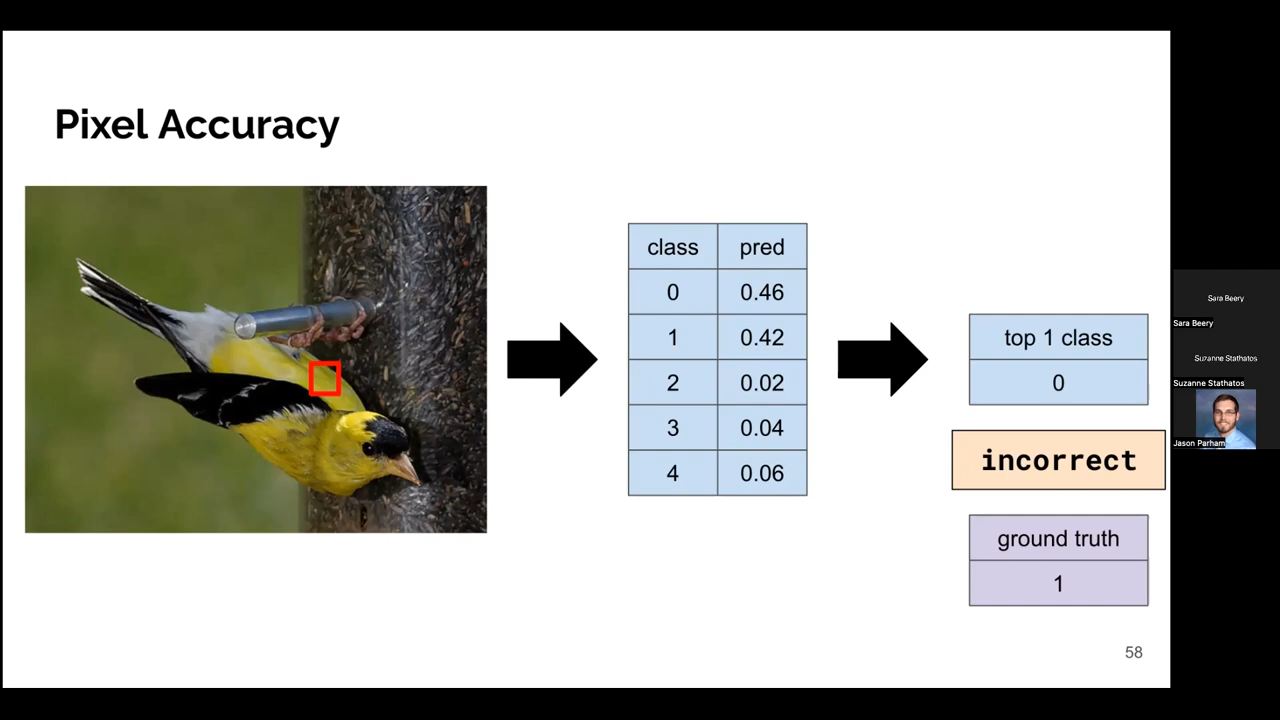 Pixel Accuracy
class pred
0 0.46
1 0.42
2 0.02
3 0.04
4 0.06
top 1 class
0
incorrect
ground truth
1
58
Sara Beery
Sara Beery
Suzanne Stathatos
Suzanne Stathatos
Jason Parham